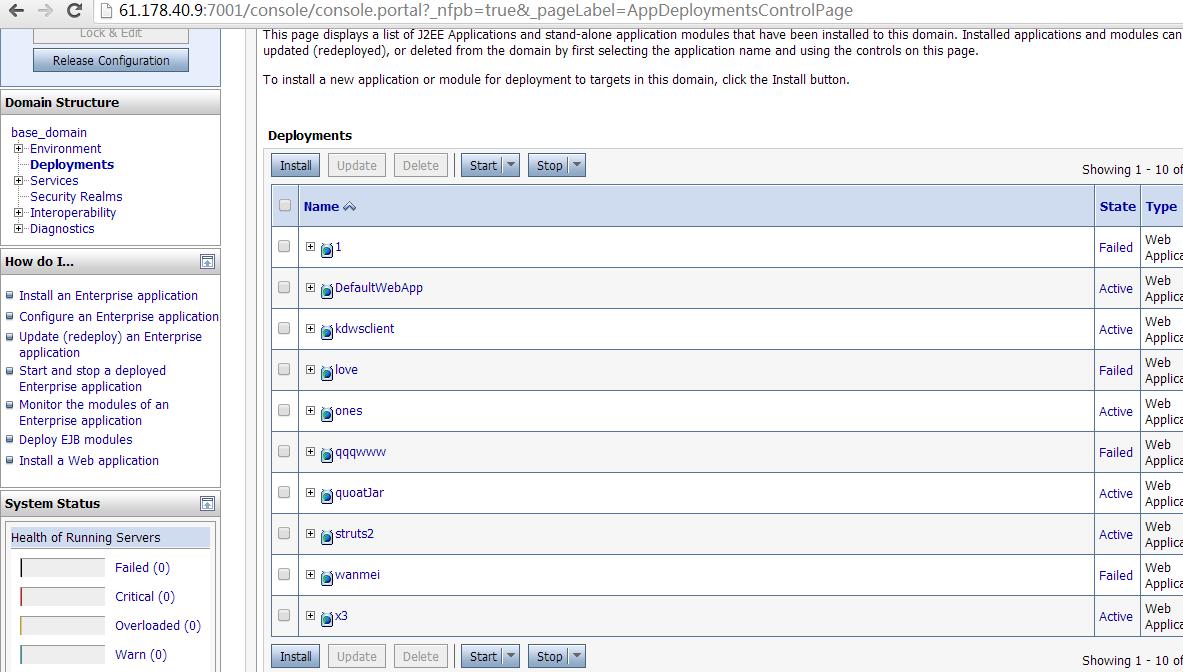 61.178.40.9:7001/console/console.portal?_nfpb=true&_pageLabel=AppDeploymentsControlPage
Lock & Edit
Release Configuration
Domain Structure
base_domain
Environment
Deployments
Services
Security Realms
Interoperability
Diagnostics
How do I...
Install an Enterprise application
Configure an Enterprise application
Update (redeploy) an Enterprise
application
Start and stop a deployed
Enterprise application
Monitor the modules of an
Enterprise application
Deploy EJB modules
Install a Web application
System Status
Health of Running Servers
Failed (0)
Critical (0)
Overloaded (0)
Warn (0)
This page displays a list of J2EE Applications and stand-alone application modules that have been installed to this domain. Installed applications and modules can
updated (redeployed), or deleted from the domain by first selecting the application name and using the controls on this page.
To install a new application or module for deployment to targets in this domain, click the Install button.
Deployments
Install Update Delete Start Stop
Showing 1 - 10 of
Name State Type
1 Failed Web
Applica
DefaultWebApp Active Web
Applica
kdwsclient Active Web
Applica
love Failed Web
Applica
ones Active Web
Applica
qqqwww Failed Web
Applica
quoatJar Active Web
Applica
struts2 Active Web
Applica
wanmei Failed Web
Applica
x3 Active Web
Applica
Install Update Delete Start Stop
Showing 1 - 10 of